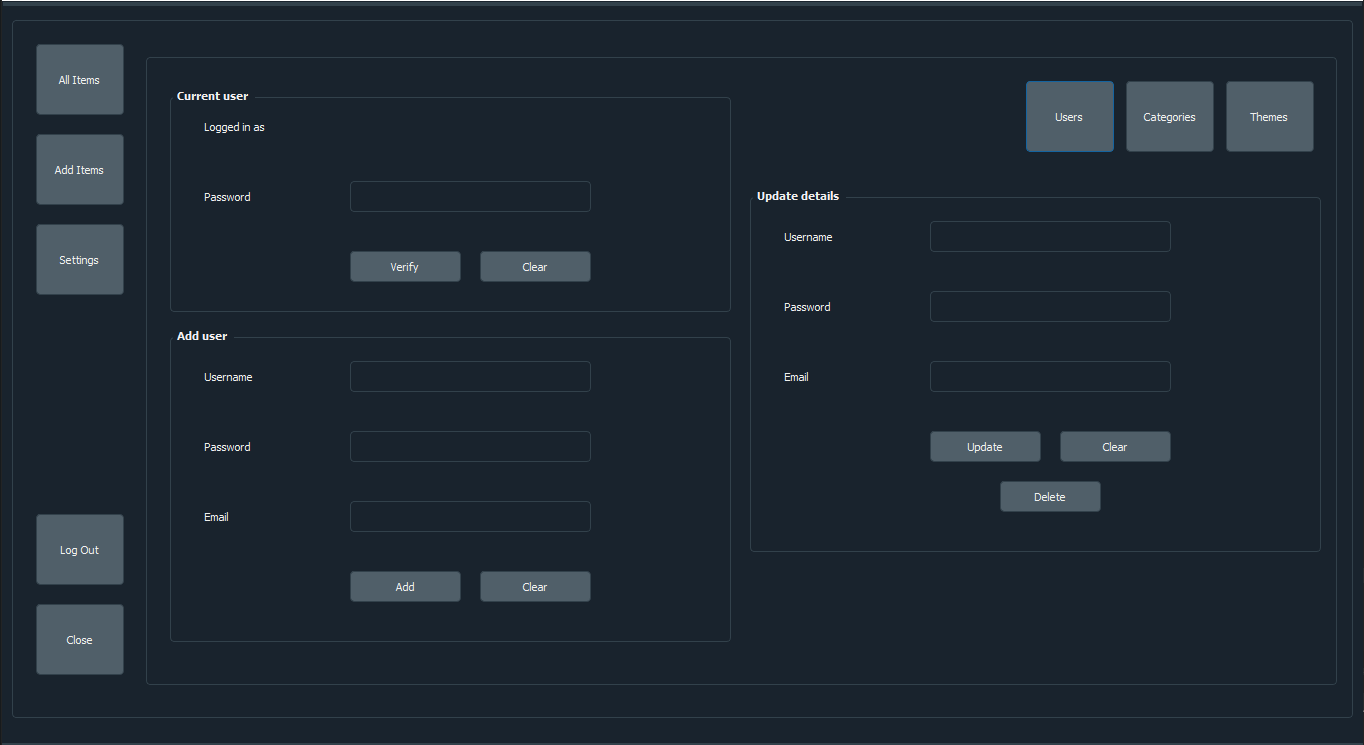 All Items
Add Items
Settings
Log Out
Close
Current user
Logged in as
Password
Verify Clear
Add user
Username
Password
Email
Add Clear
Users Categories Themes
Update details
Username
Password
Email
Update Clear
Delete